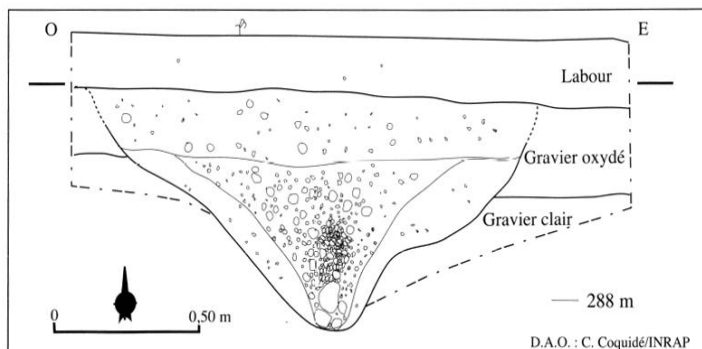 O E
Labour
Gravier oxydé
Gravier clair
0 0,50 m
288 m
D.A.O. : C. Coquidé/INRAP